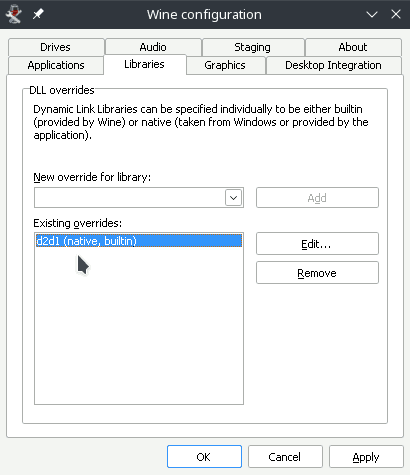 Wine configuration
Drives
Audio
Staging
About
Applications
Libraries
Graphics
Desktop Integration
DLL overrides
Dynamic Link Libraries can be specified individually to be either builtin
(provided by Wine) or native (taken from Windows or provided by the
application).
New override for library:
Add
Existing overrides:
d2d1 (native, builtin)
Edit...
Remove
OK
Cancel
Apply